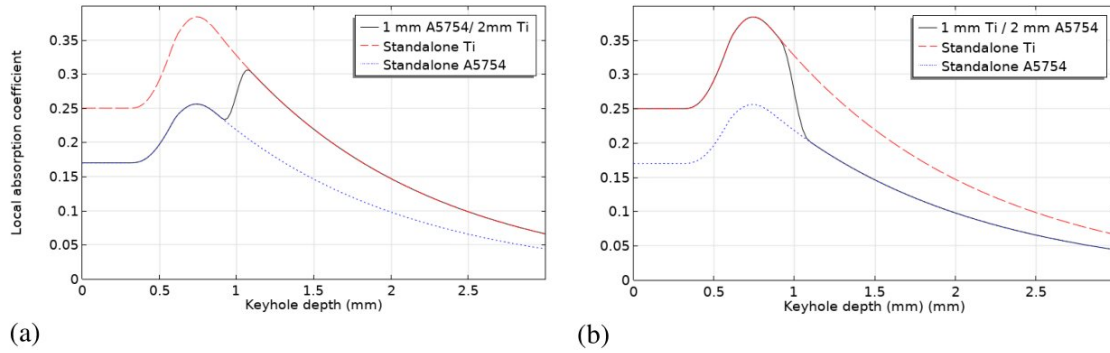 1 mm A5754/ 2mm Ti
Standalone Ti
Standalone A5754
Local absorption coefficient
0.35
0.3
0.25
0.2
0.15
0.1
0.05
0
0 0.5 1 1.5 2 2.5
Keyhole depth (mm)
(a)
1 mm Ti / 2 mm A5754
Standalone Ti
Standalone A5754
0.35
0.3
0.25
0.2
0.15
0.1
0.05
0
0 0.5 1 1.5 2 2.5
Keyhole depth (mm) (mm)
(b)